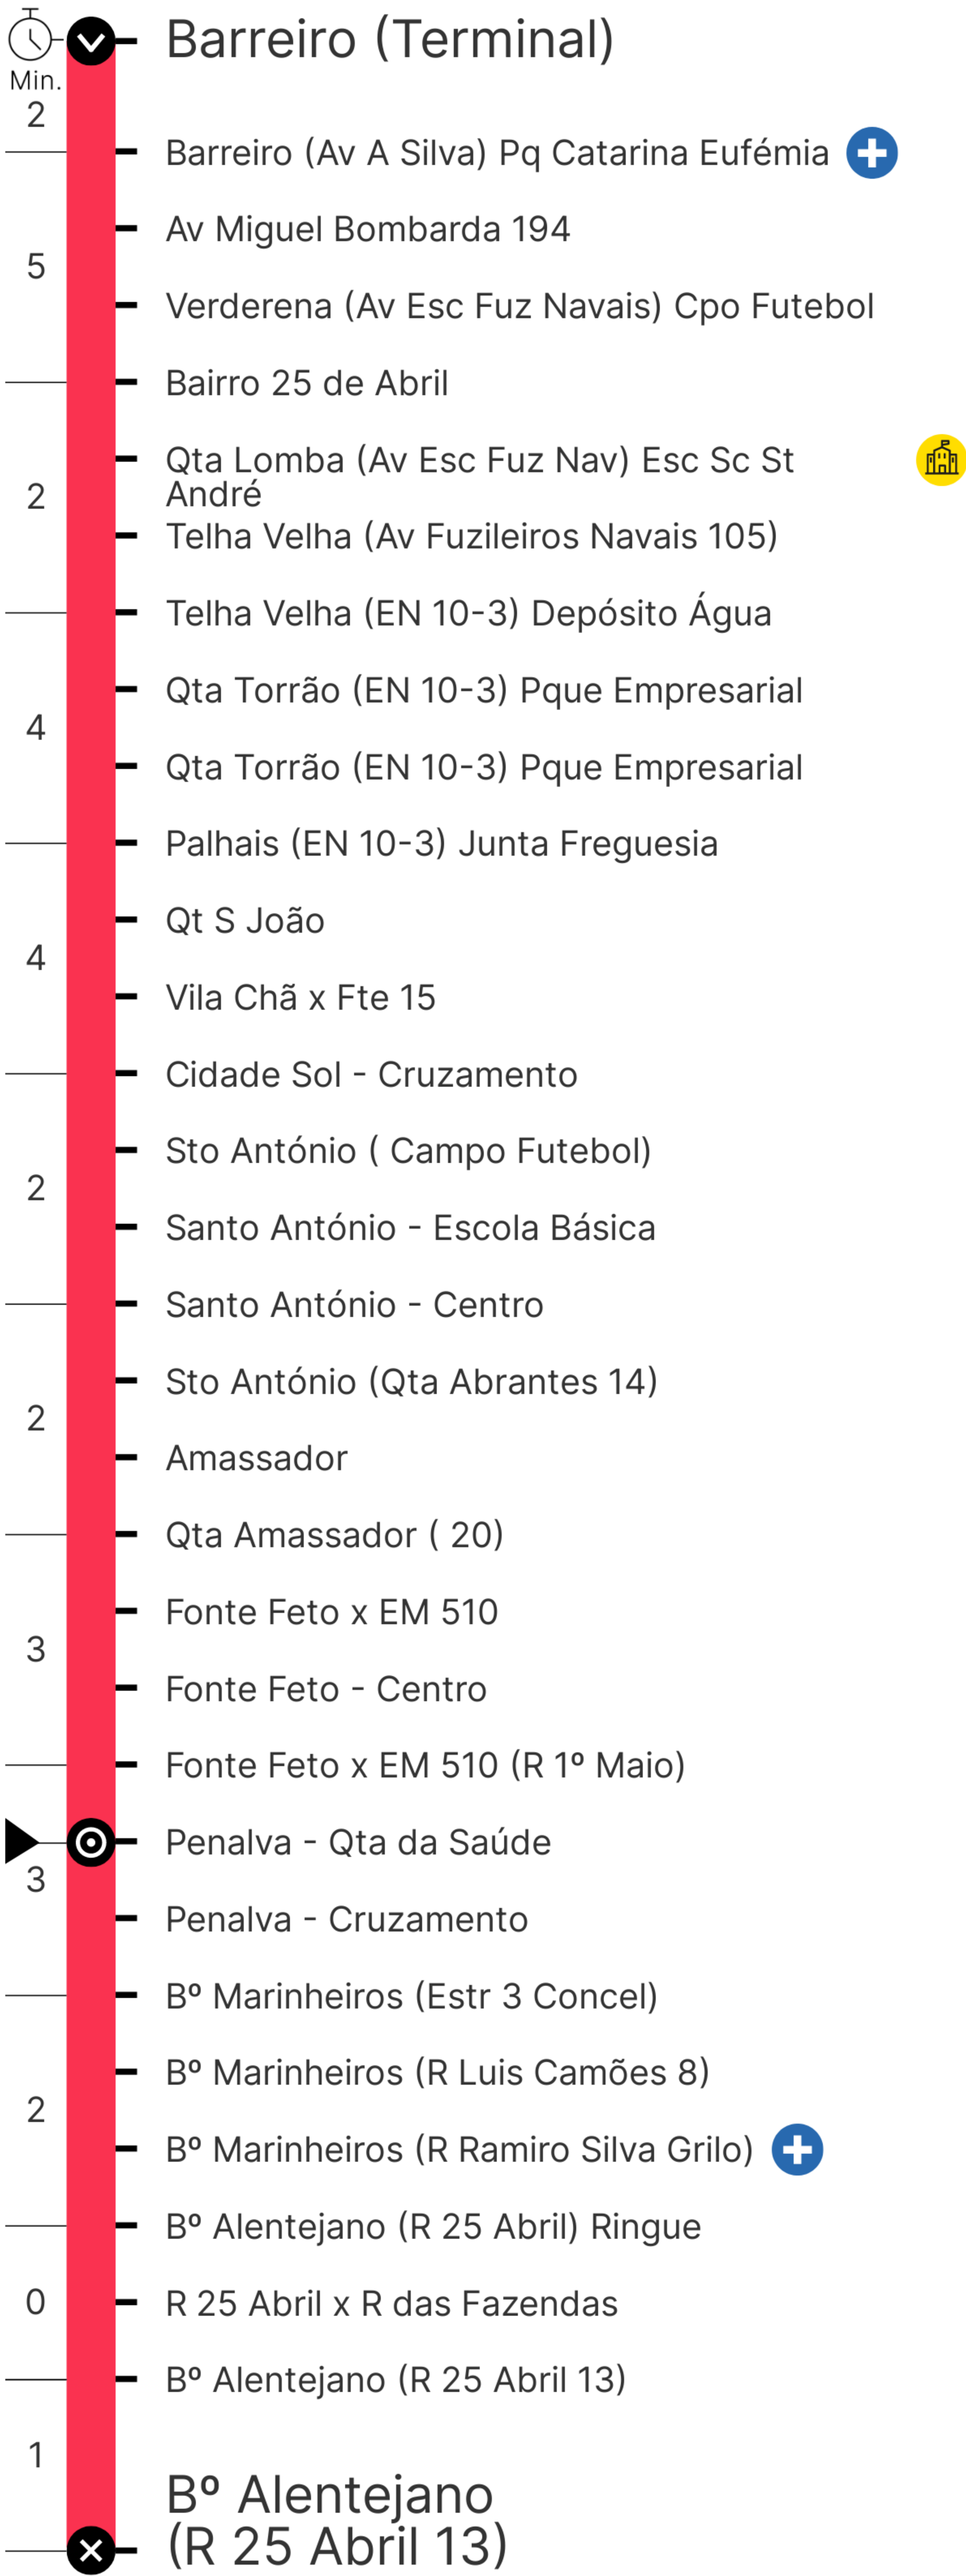 Barreiro (Terminal)
Min.
2
Barreiro (Av A Silva) Pq Catarina Eufémia
Av Miguel Bombarda 194
5
Verderena (Av Esc Fuz Navais) Cpo Futebol
Bairro 25 de Abril
Qta Lomba (Av Esc Fuz Nav) Esc Sc St
André
2
Telha Velha (Av Fuzileiros Navais 105)
Telha Velha (EN 10-3) Depósito Água
Qta Torrão (EN 10-3) Pque Empresarial
4
Qta Torrão (EN 10-3) Pque Empresarial
Palhais (EN 10-3) Junta Freguesia
Qt S João
4
Vila Chã x Fte 15
Cidade Sol - Cruzamento
Sto António ( Campo Futebol)
2
Santo António - Escola Básica
Santo António - Centro
Sto António (Qta Abrantes 14)
2
Amassador
Qta Amassador ( 20)
Fonte Feto x EM 510
3
Fonte Feto - Centro
Fonte Feto x EM 510 (R 1º Maio)
Penalva - Qta da Saúde
3
Penalva - Cruzamento
Bº Marinheiros (Estr 3 Concel)
Bº Marinheiros (R Luis Camões 8)
2
Bº Marinheiros (R Ramiro Silva Grilo)
Bº Alentejano (R 25 Abril) Ringue
0
R 25 Abril x R das Fazendas
Bº Alentejano (R 25 Abril 13)
1
Bº Alentejano
(R 25 Abril 13)